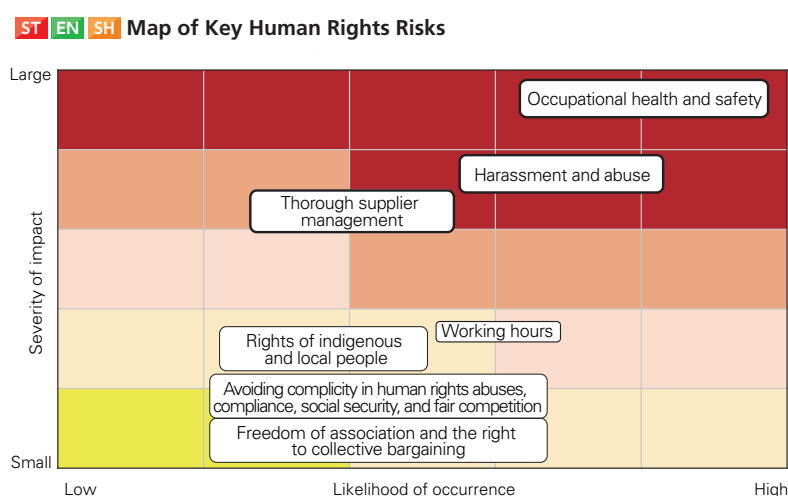 ST EN SH Map of Key Human Rights Risks
Large
Occupational health and safety
Harassment and abuse
Thorough supplier
management
Severity of impact
Working hours
Rights of indigenous
and local people
Avoiding complicity in human rights abuses,
compliance, social security, and fair competition
Freedom of association and the right
to collective bargaining
Small
Low
Likelihood of occurrence
High